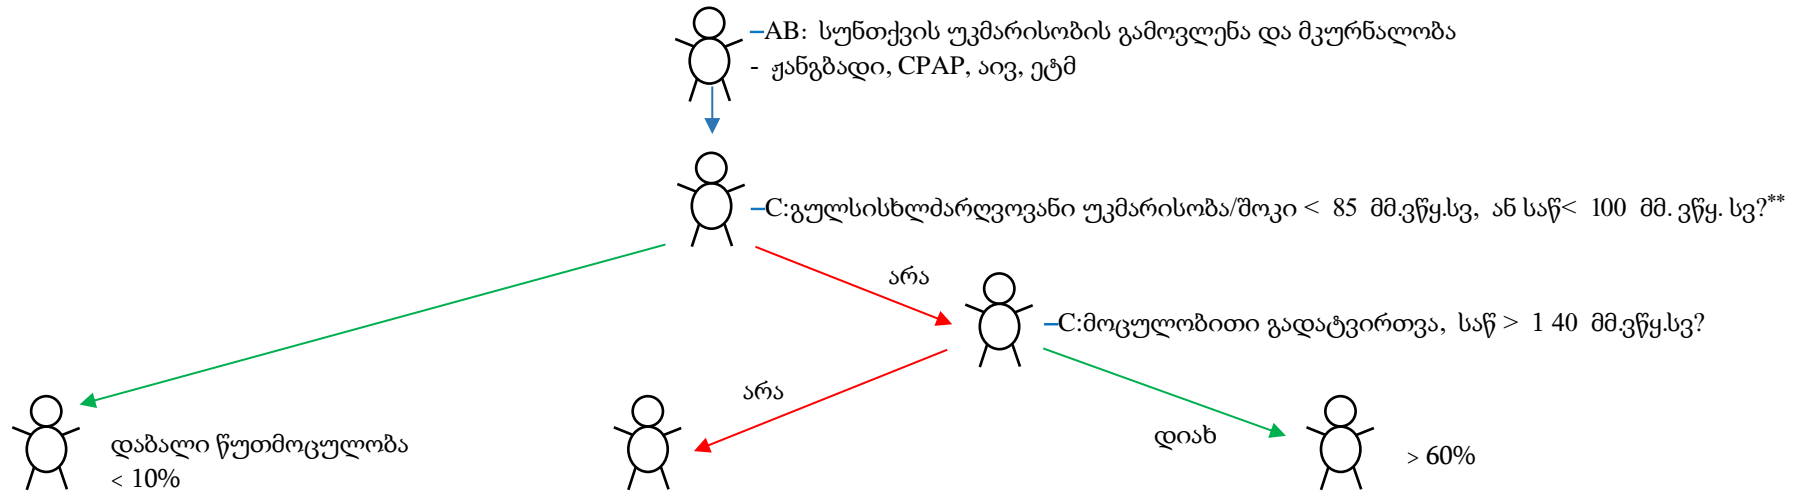 –AB: სუნთქვის უკმარისობის გამოვლენა და მკურნალობა
- ჟანგბადი, CPAP, აივ, ეტმ
–C:გულსისხლძარღვოვანი უკმარისობა/შოკი < 85 მმ.ვწყ.სვ, ან საწ< 100 მმ. ვწყ. სვ?**
არა
–C:მოცულობითი გადატვირთვა, საწ > 1 40 მმ.ვწყ.სვ?
არა
დიახ
დაბალი წუთმოცულობა
< 10%
> 60%